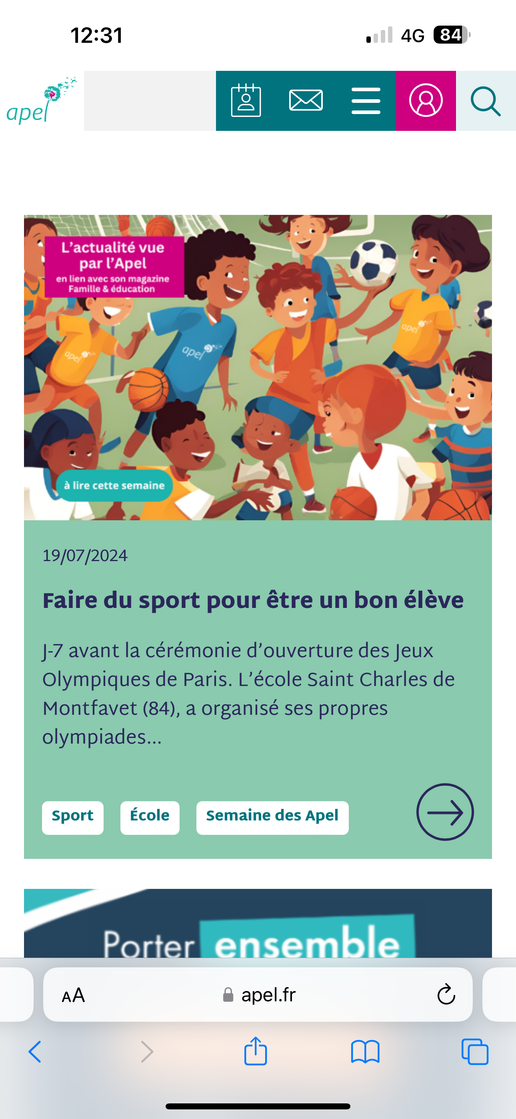 12:31
4G
84
apel
L'actualité vue
par l'Apel
en lien avec son magazine
Famille & éducation
apel
apel
apel
à lire cette semaine
19/07/2024
Faire du sport pour être un bon élève
J-7 avant la cérémonie d'ouverture des Jeux
Olympiques de Paris. L'école Saint Charles de
Montfavet (84), a organisé ses propres
olympiades...
Sport
École
Semaine des Apel
Porter ensemble
AA
apel.fr